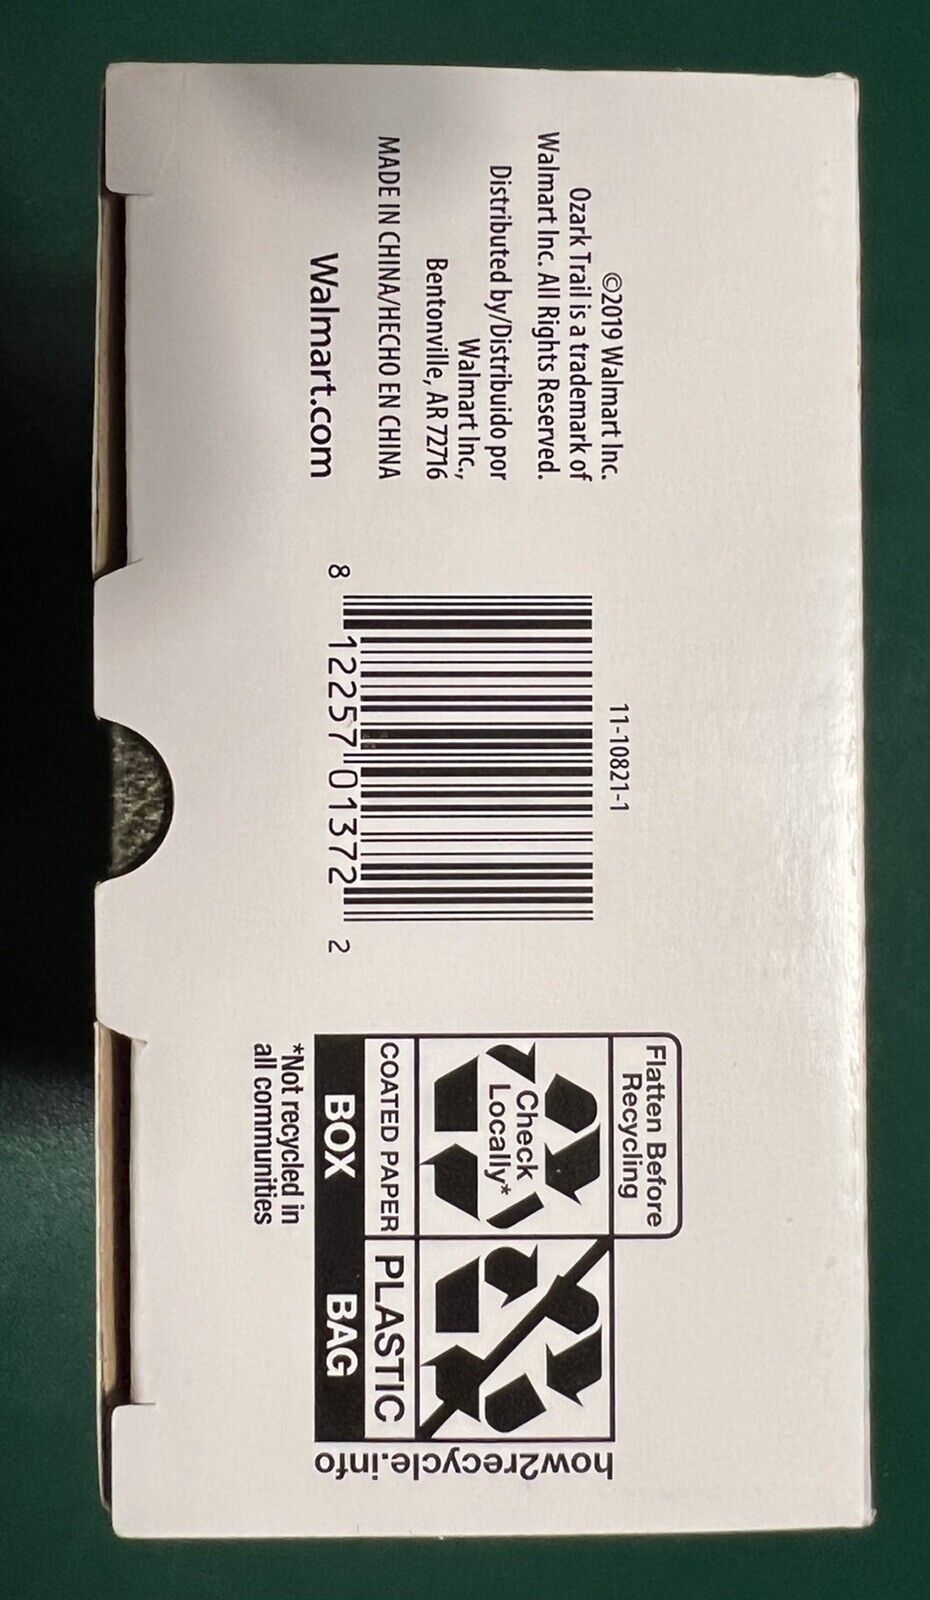 ©2019 Walmart Inc.
Ozark Trail is a trademark of
Walmart Inc. All Rights Reserved.
Distributed by/Distribuido por
Walmart Inc.,
Bentonville, AR 72716
MADE IN CHINA/HECHO EN CHINA
Walmart.com
11-10821-1
8 12257 01372 2
Flatten Before
Recycling
Check
Locally*
COATED PAPER
BOX
PLASTIC
BAG
*Not recycled in
all communities
how2recycle.info